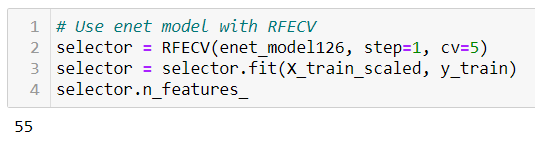 1 # Use enet model with RFECV
2 selector = RFECV(enet_model126, step=1, cv=5)
3 selector = selector.fit(X_train_scaled, y_train)
4 selector.n_features_
55